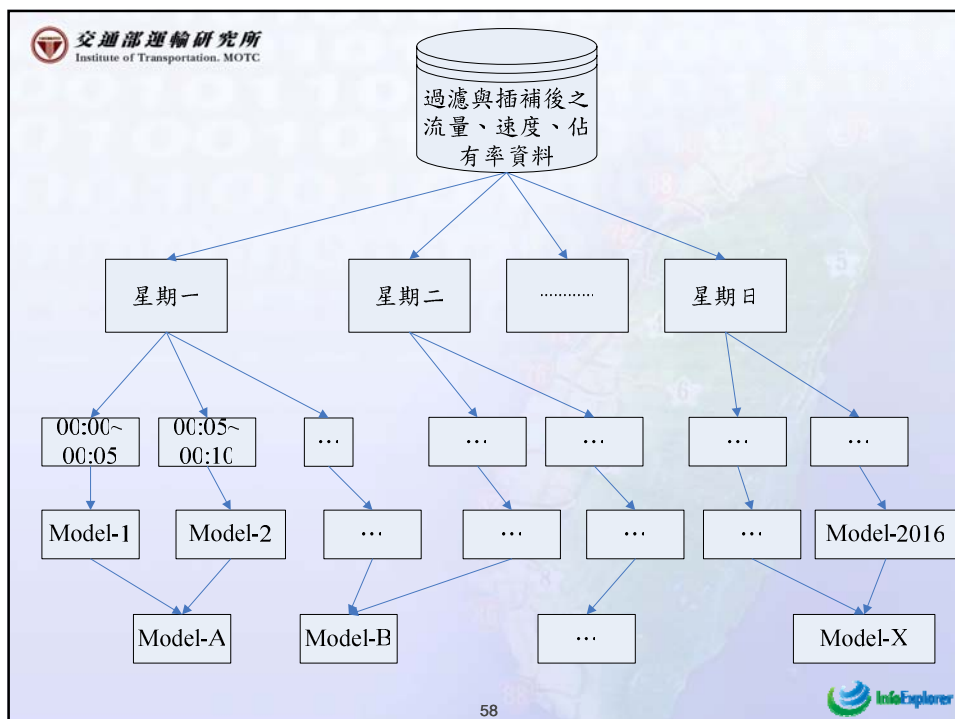 交通部運輸研究所
Institute of Transportation. MOTC
過濾與插補後之
流量、速度、佔
有率資料
星期一
星期二
…………
星期日
00:00~
00:05
00:05~
00:10
…
…
…
…
…
Model-1
Model-2
…
…
…
…
Model-2016
Model-A
Model-B
…
Model-X
58
InfoExplorer